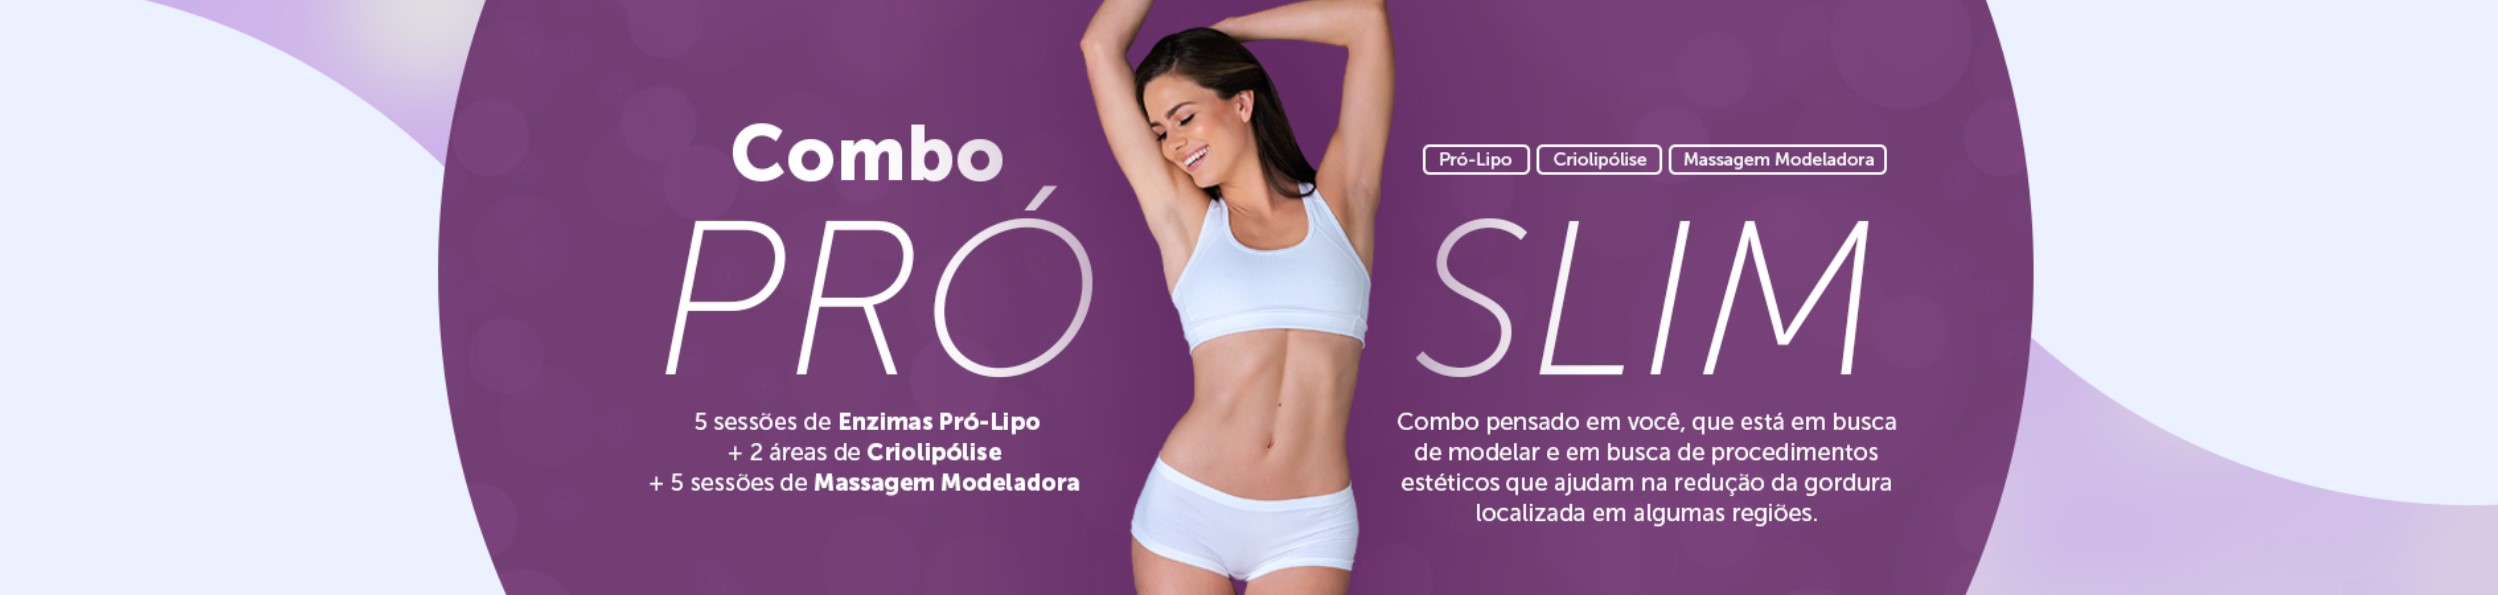 Combo
PRÓ SLIM
5 sessões de Enzimas Pró-Lipo
+ 2 áreas de Criolipólise
+ 5 sessões de Massagem Modeladora
Pró-Lipo Criolipólise Massagem Modeladora
Combo pensado em você, que está em busca
de modelar e em busca de procedimentos
estéticos que ajudam na redução da gordura
localizada em algumas regiões.